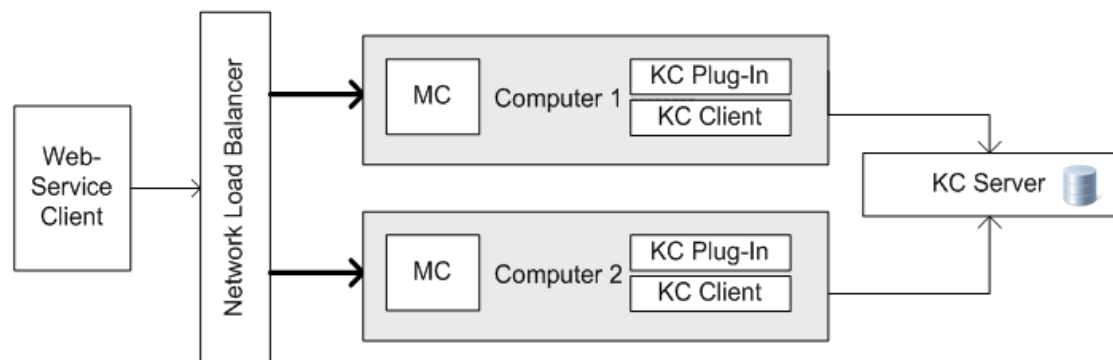 Web-
Service
Client
Network Load Balancer
MC
Computer 1
KC Plug-In
KC Client
MC
Computer 2
KC Plug-In
KC Client
KC Server